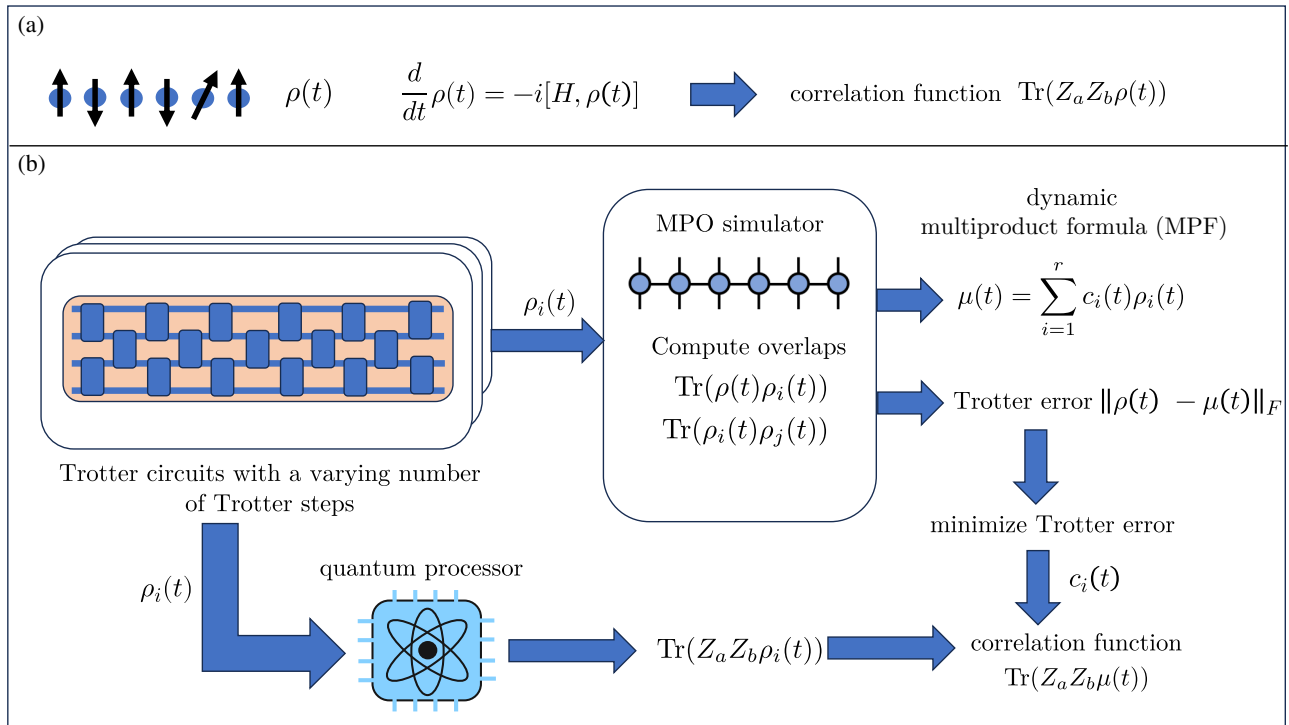 (a)
ρ(t)
d/dt ρ(t) = −i[H, ρ(t)]
correlation function Tr(Z_a Z_b ρ(t))
(b)
ρ_i(t)
MPO simulator
Compute overlaps
Tr(ρ(t)ρ_i(t))
Tr(ρ_i(t)ρ_j(t))
dynamic
multiproduct formula (MPF)
μ(t) = ∑_{i=1}^{r} c_i(t)ρ_i(t)
Trotter error ‖ρ(t) − μ(t)‖_F
minimize Trotter error
c_i(t)
Trotter circuits with a varying number
of Trotter steps
ρ_i(t)
quantum processor
Tr(Z_a Z_b ρ_i(t))
correlation function
Tr(Z_a Z_b μ(t))